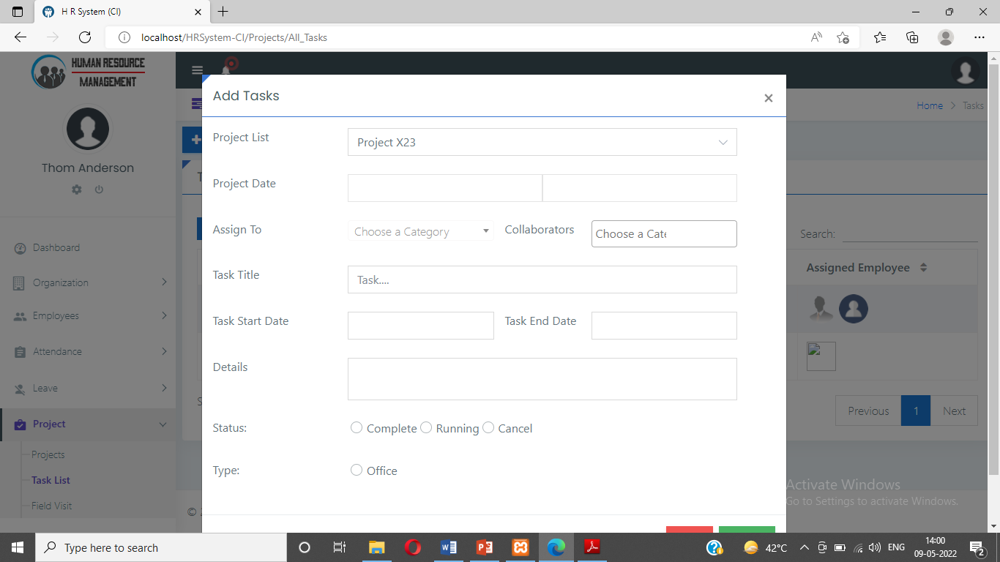 H R System (CI)
localhost/HRSystem-CI/Projects/All_Tasks
HUMAN RESOURCE
MANAGEMENT
Thom Anderson
Dashboard
Organization
Employees
Attendance
Leave
Project
Projects
Task List
Field Visit
Home > Tasks
Add Tasks
×
Project List
Project X23
Project Date
Assign To
Choose a Category
Collaborators
Choose a Cate
Task Title
Task....
Task Start Date
Task End Date
Details
Status:
Complete Running Cancel
Type:
Office
Search:
Assigned Employee
Previous 1 Next
Activate Windows
Go to Settings to activate Windows.
Type here to search
42°C
ENG
14:00
09-05-2022
2